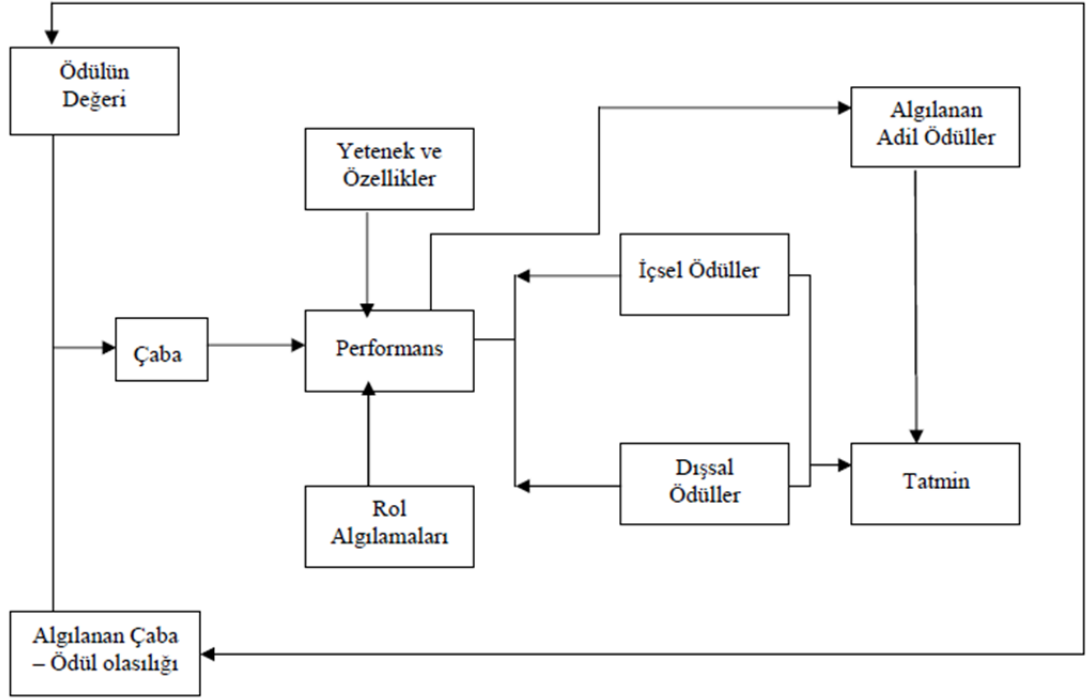 Ödülün
Değeri
Algılanan
Adil Ödüller
Yetenek ve
Özellikler
İçsel Ödüller
Çaba
Performans
Dışsal
Ödüller
Tatmin
Rol
Algılamaları
Algılanan Çaba
– Ödül olasılığı